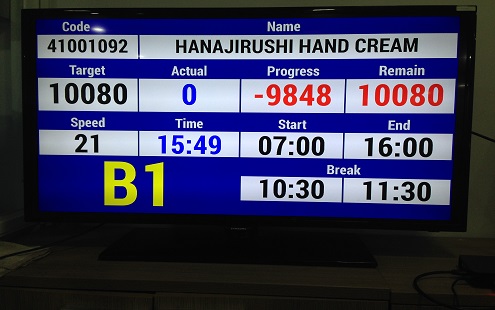 Code Name
41001092 HANAJIRUSHI HAND CREAM
Target Actual Progress Remain
10080 0 -9848 10080
Speed Time Start End
21 15:49 07:00 16:00
B1 Break
10:30 11:30